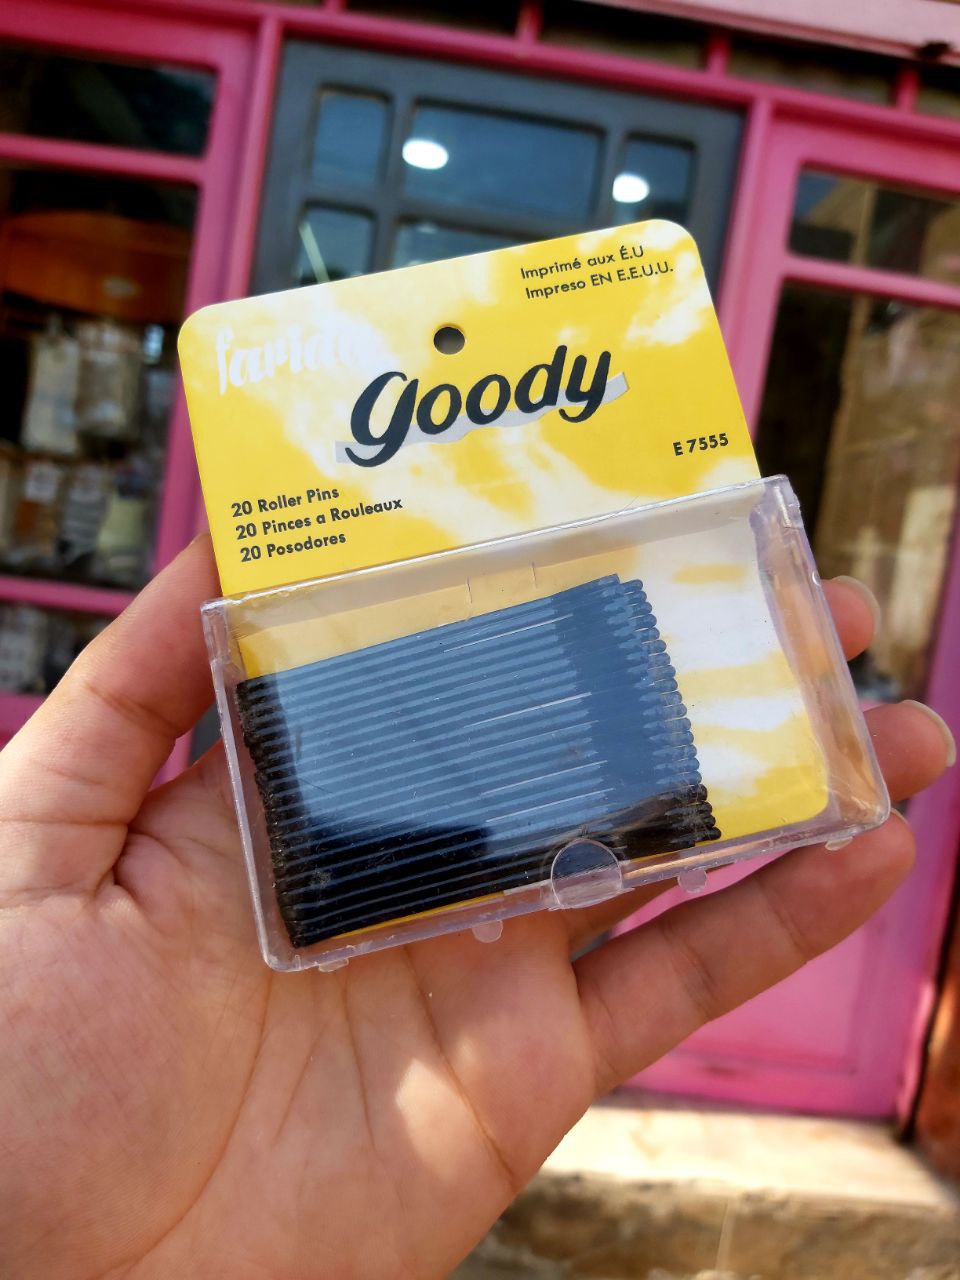 Imprimé aux É.U
Impreso EN E.E.U.U.
goody
E 7555
20 Roller Pins
20 Pinces a Rouleaux
20 Posodores